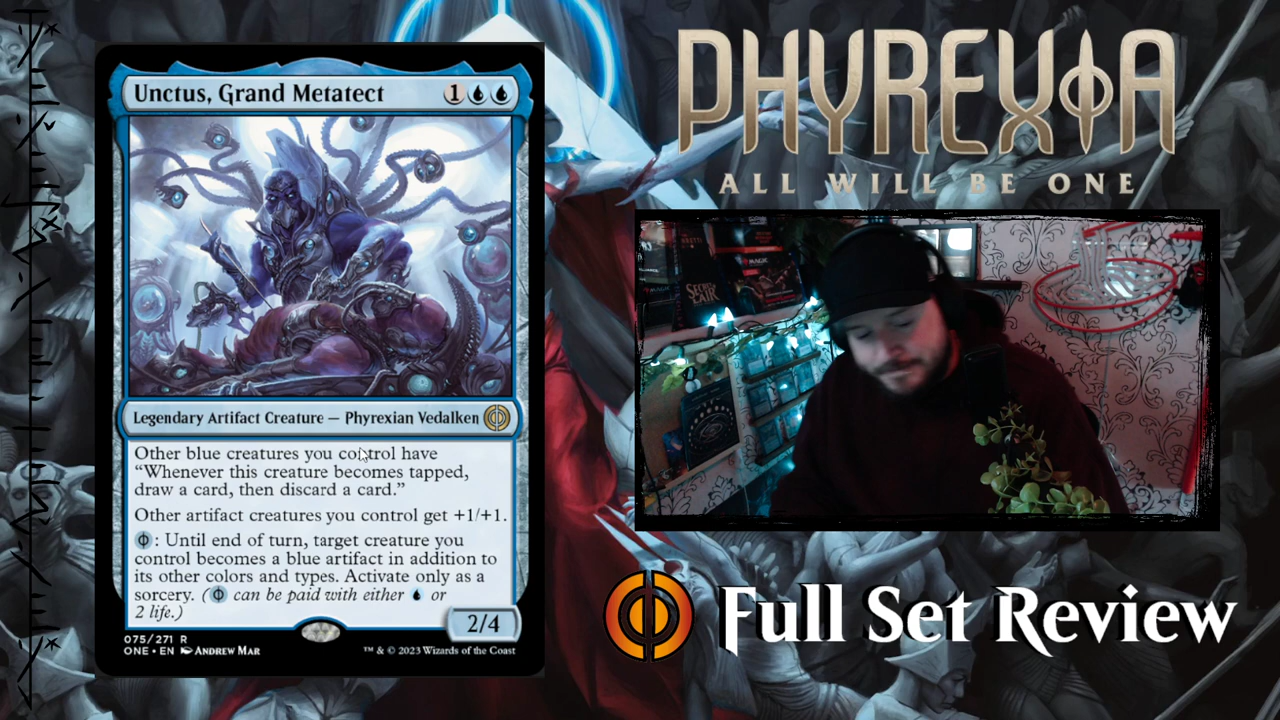 Unctus, Grand Metatect
1
Legendary Artifact Creature — Phyrexian Vedalken
Other blue creatures you control have
“Whenever this creature becomes tapped,
draw a card, then discard a card.”
Other artifact creatures you control get +1/+1.
: Until end of turn, target creature you
control becomes a blue artifact in addition to
its other colors and types. Activate only as a
sorcery. ( can be paid with either or
2 life.)
2/4
075/271 R
ONE • EN Andrew Mar
™ & © 2023 Wizards of the Coast
PHYREXIA
ALL WILL BE ONE
SECRET
LAIR
MAGIC
Full Set Review